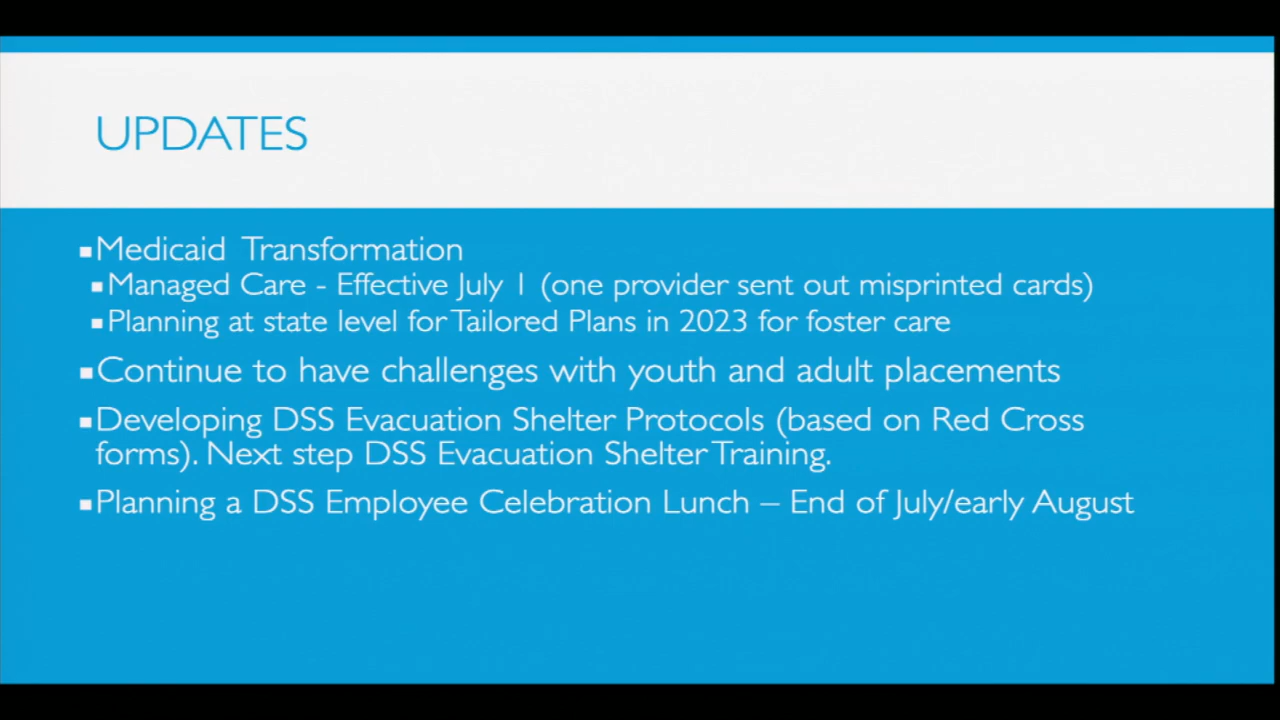 UPDATES
▪Medicaid Transformation
▪Managed Care - Effective July 1 (one provider sent out misprinted cards)
▪Planning at state level for Tailored Plans in 2023 for foster care
▪Continue to have challenges with youth and adult placements
▪Developing DSS Evacuation Shelter Protocols (based on Red Cross
forms). Next step DSS Evacuation Shelter Training.
▪Planning a DSS Employee Celebration Lunch – End of July/early August